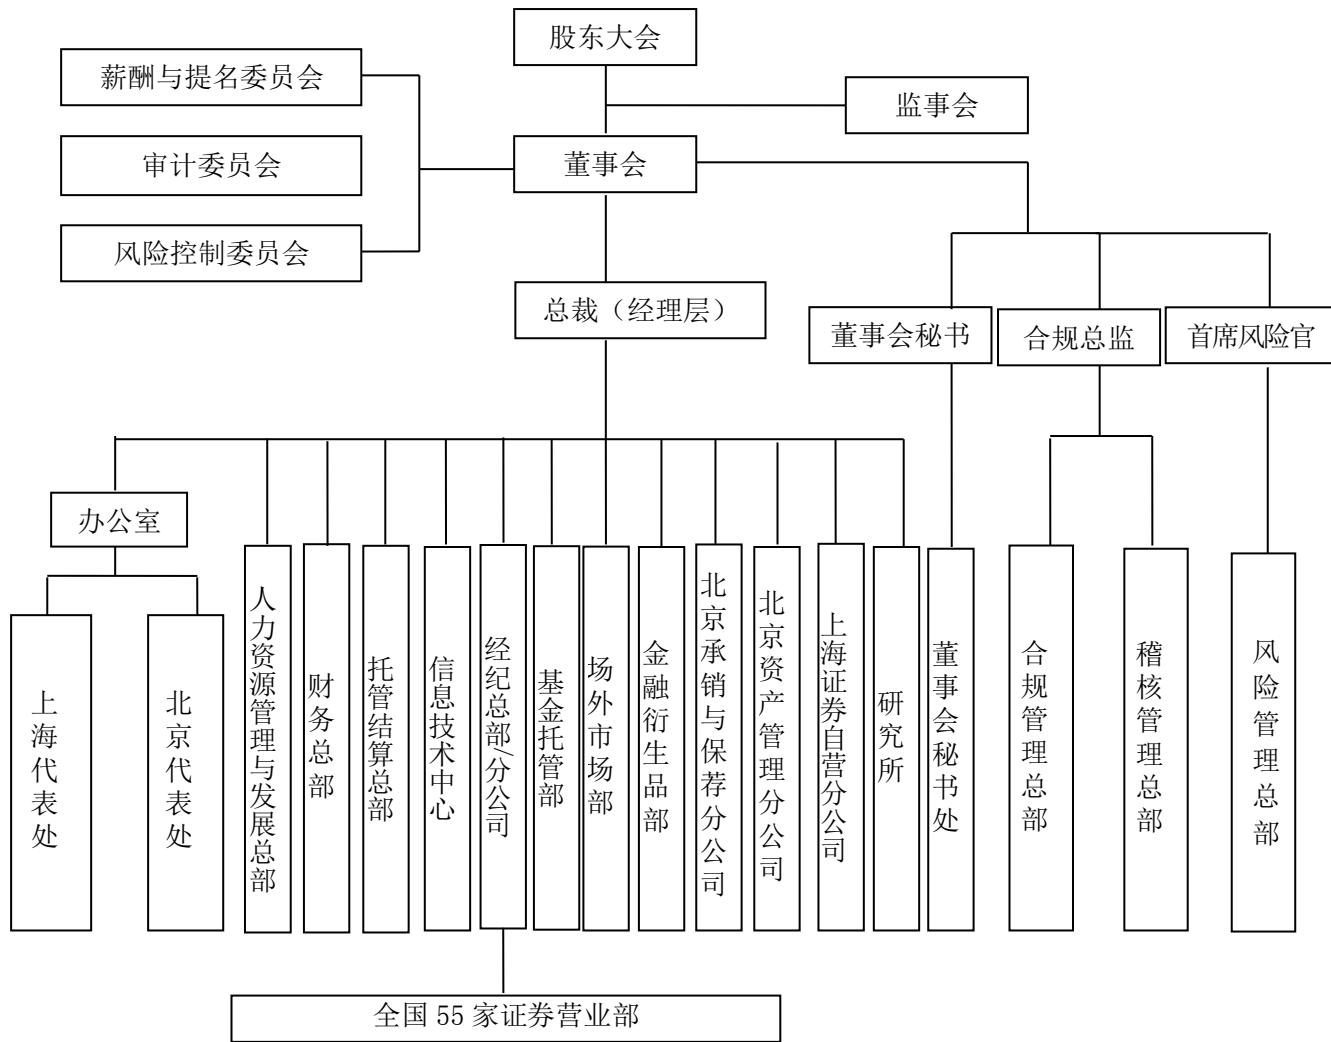 股东大会
薪酬与提名委员会
监事会
审计委员会
董事会
风险控制委员会
总裁（经理层）
董事会秘书
合规总监
首席风险官
办公室
上海代表处
北京代表处
人力资源管理与发展总部
财务总部
托管结算总部
信息技术中心
经纪总部/分公司
基金托管部
场外市场部
金融衍生品部
北京承销与保荐分公司
北京资产管理分公司
上海证券自营分公司
研究所
董事会秘书处
合规管理总部
稽核管理总部
风险管理总部
全国 55 家证券营业部